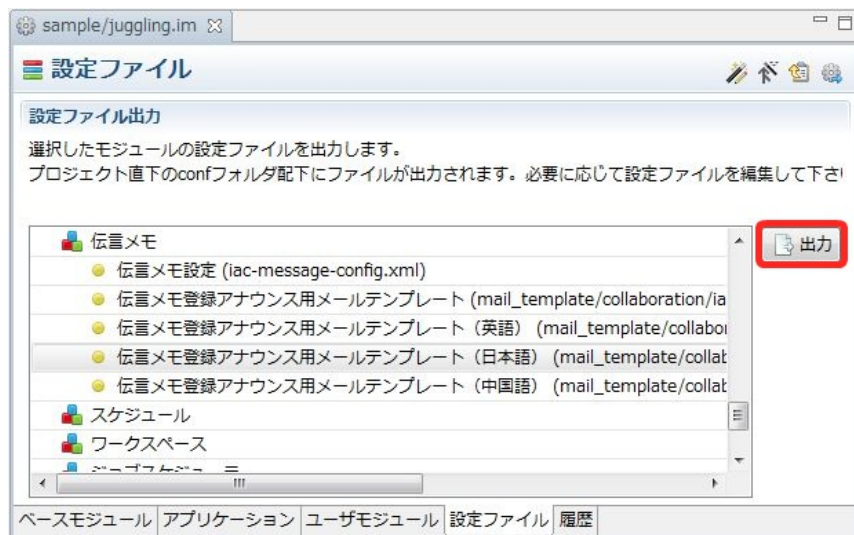 sample/juggling.im
設定ファイル
設定ファイル出力
選択したモジュールの設定ファイルを出力します。
プロジェクト直下のconfフォルダ配下にファイルが出力されます。必要に応じて設定ファイルを編集して下さ
伝言メモ
出力
伝言メモ設定 (iac-message-config.xml)
伝言メモ登録アナウンス用メールテンプレート (mail_template/collaboration/ia
伝言メモ登録アナウンス用メールテンプレート（英語） (mail_template/collabo
伝言メモ登録アナウンス用メールテンプレート（日本語） (mail_template/collab
伝言メモ登録アナウンス用メールテンプレート（中国語） (mail_template/collab
スケジュール
ワークスペース
ベースモジュール アプリケーション ユーザモジュール 設定ファイル 履歴